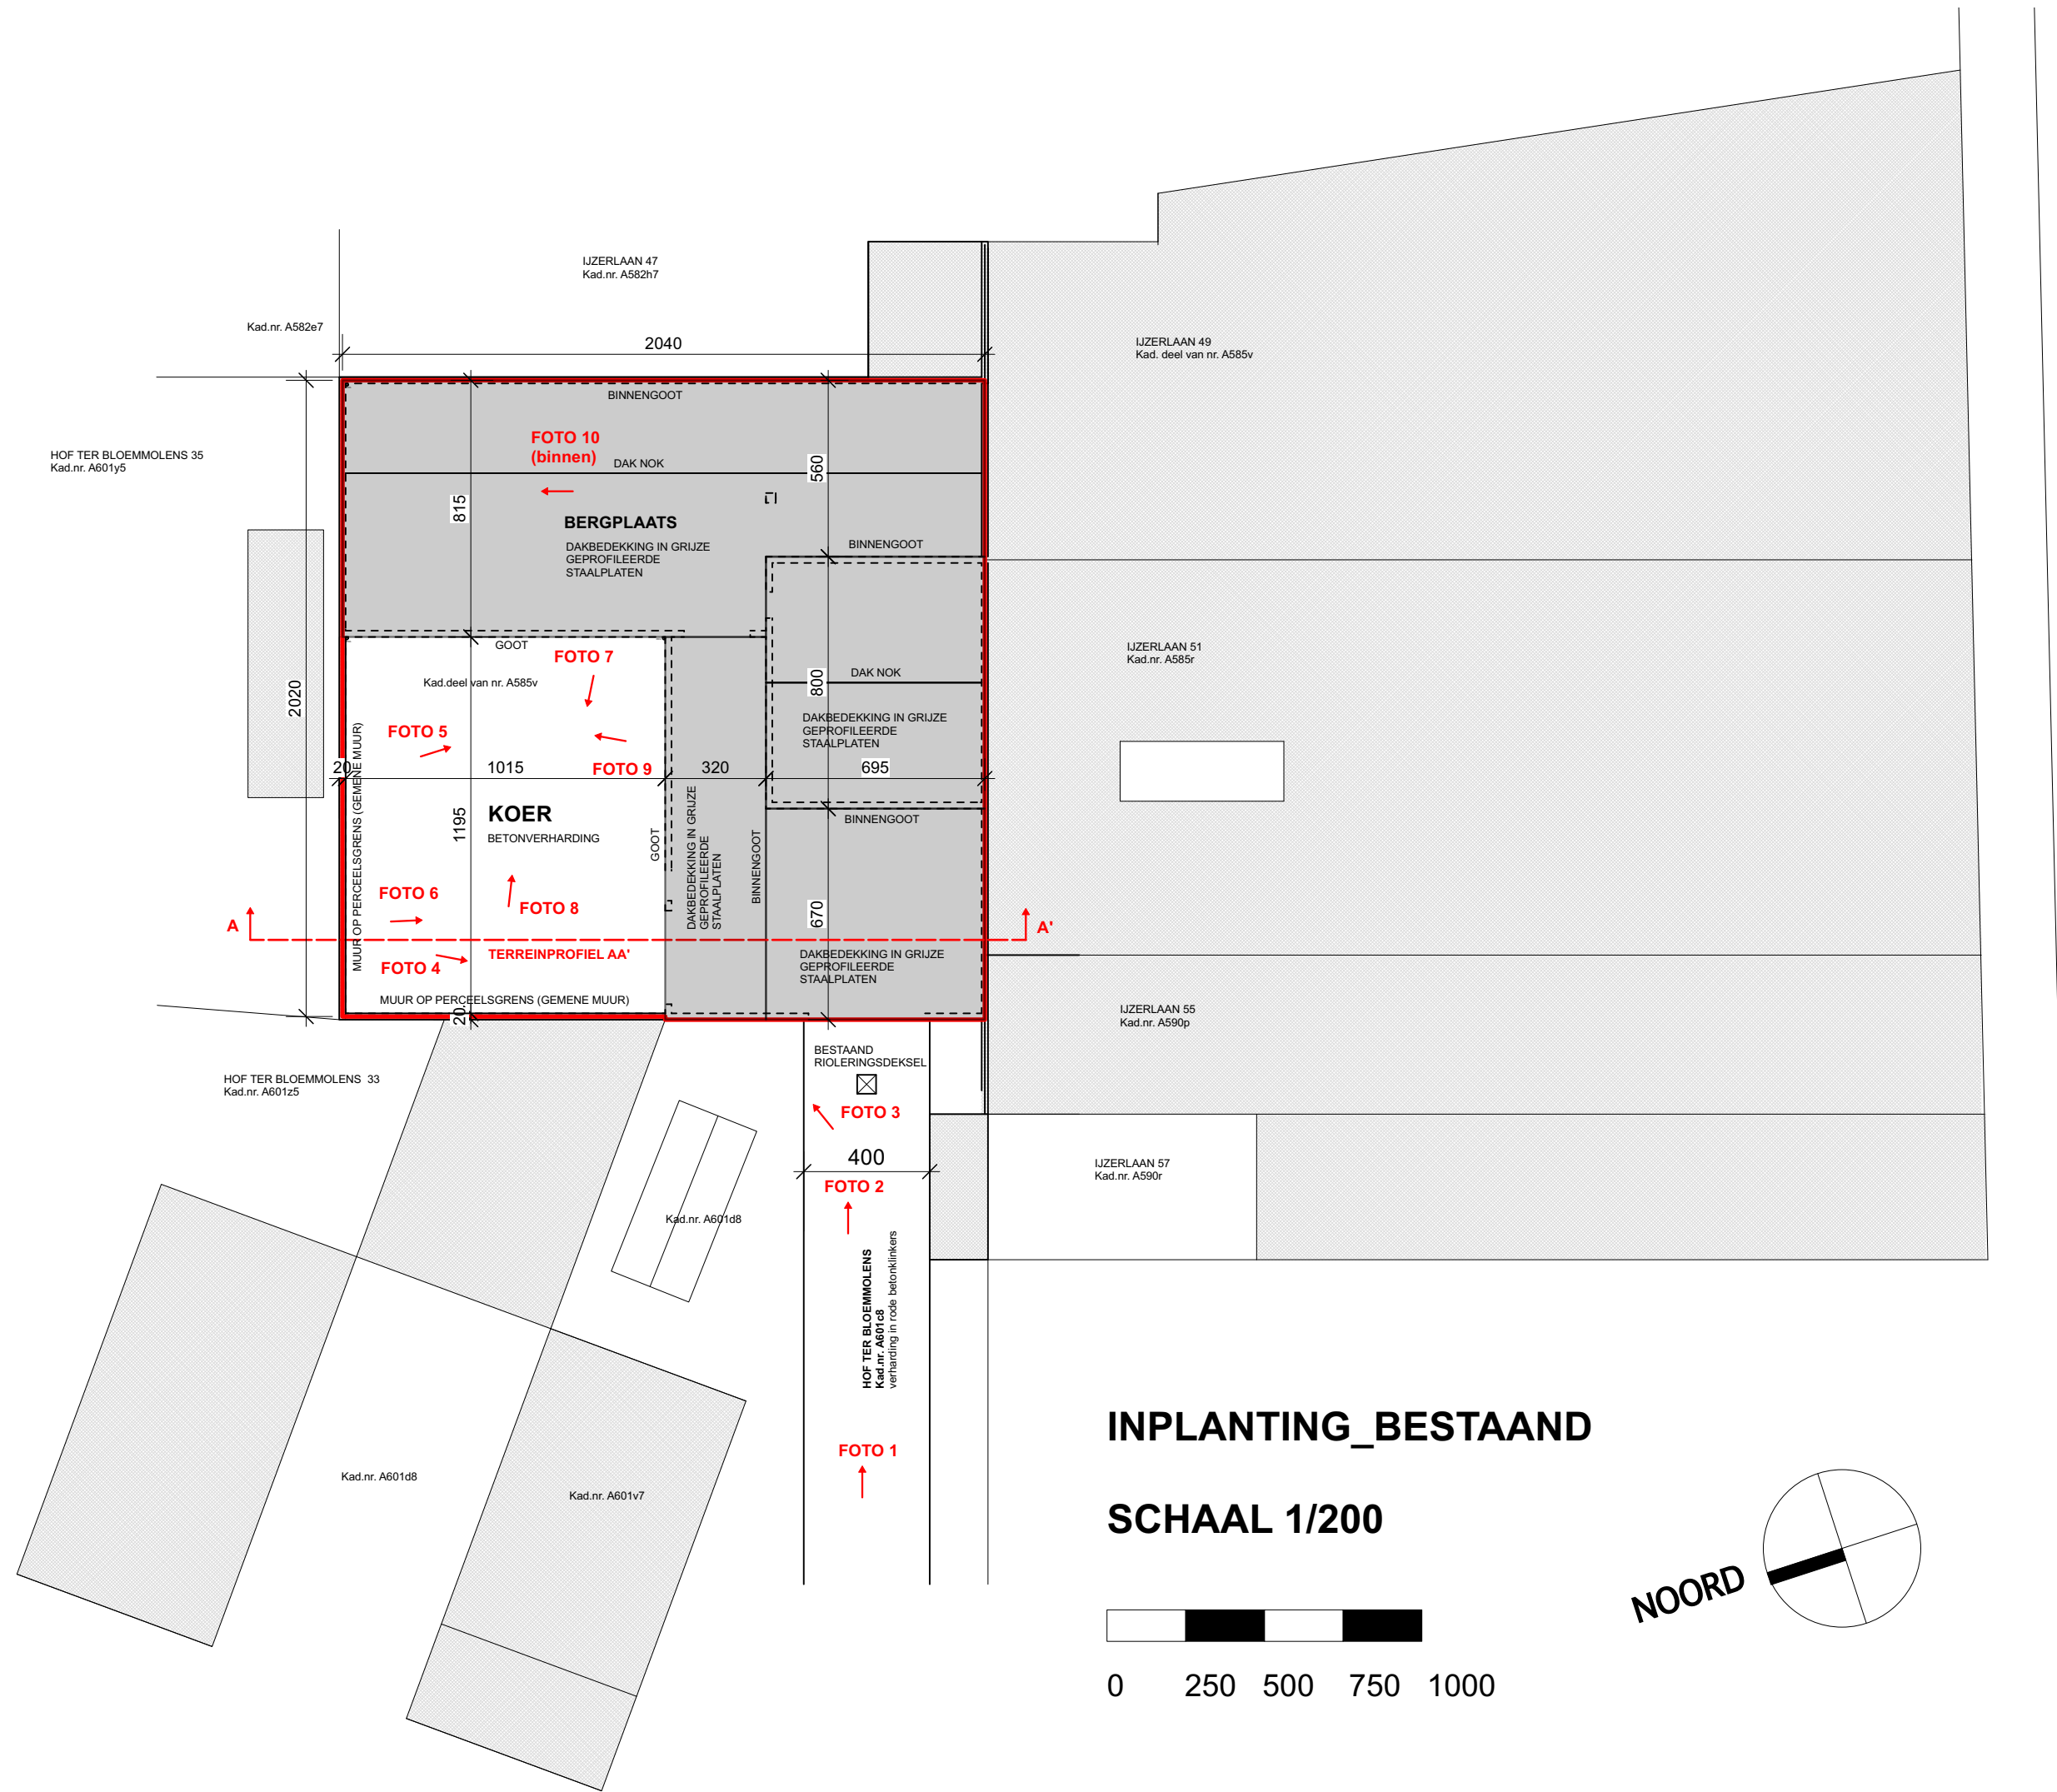 IJZERLAAN 47
Kad.nr. A582h7
Kad.nr. A582e7
2040
IJZERLAAN 49
Kad. deel van nr. A585v
BINNENGOOT
HOF TER BLOEMMOLENS 35
Kad.nr. A601y5
FOTO 10
(binnen)
DAK NOK
560
815
BERGPLAATS
DAKBEDEKKING IN GRIJZE
GEPROFILEERDE
STAALPLATEN
BINNENGOOT
GOOT
FOTO 7
IJZERLAAN 51
Kad.nr. A585r
Kad.deel van nr. A585v
DAK NOK
800
2020
FOTO 5
DAKBEDEKKING IN GRIJZE
GEPROFILEERDE
STAALPLATEN
20
1015
FOTO 9
320
695
MUUR OP PERCEELSGRENS (GEMENE MUUR)
1195
KOER
BETONVERHARDING
GOOT
DAKBEDEKKING IN GRIJZE
GEPROFILEERDE
STAALPLATEN
BINNENGOOT
BINNENGOOT
FOTO 6
FOTO 8
670
A
A'
TERREINPROFIEL AA'
FOTO 4
DAKBEDEKKING IN GRIJZE
GEPROFILEERDE
STAALPLATEN
MUUR OP PERCEELSGRENS (GEMENE MUUR)
20
IJZERLAAN 55
Kad.nr. A590p
BESTAAND
RIOLERINGSDEKSEL
HOF TER BLOEMMOLENS 33
Kad.nr. A601z5
FOTO 3
400
FOTO 2
IJZERLAAN 57
Kad.nr. A590r
Kad.nr. A601d8
HOF TER BLOEMMOLENS
Kad.nr. A601c8
verharding in rode betonklinkers
FOTO 1
Kad.nr. A601d8
Kad.nr. A601v7
INPLANTING_BESTAAND
SCHAAL 1/200
NOORD
0 250 500 750 1000